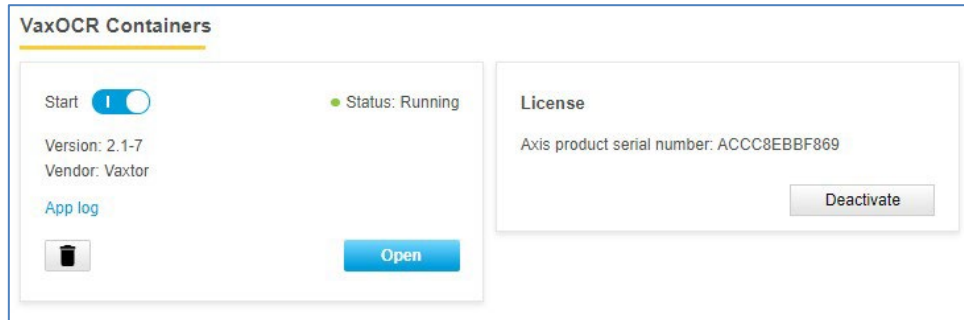 VaxOCR Containers
Start
Status: Running
Version: 2.1-7
Vendor: Vaxtor
App log
Open
License
Axis product serial number: ACCC8EBBF869
Deactivate